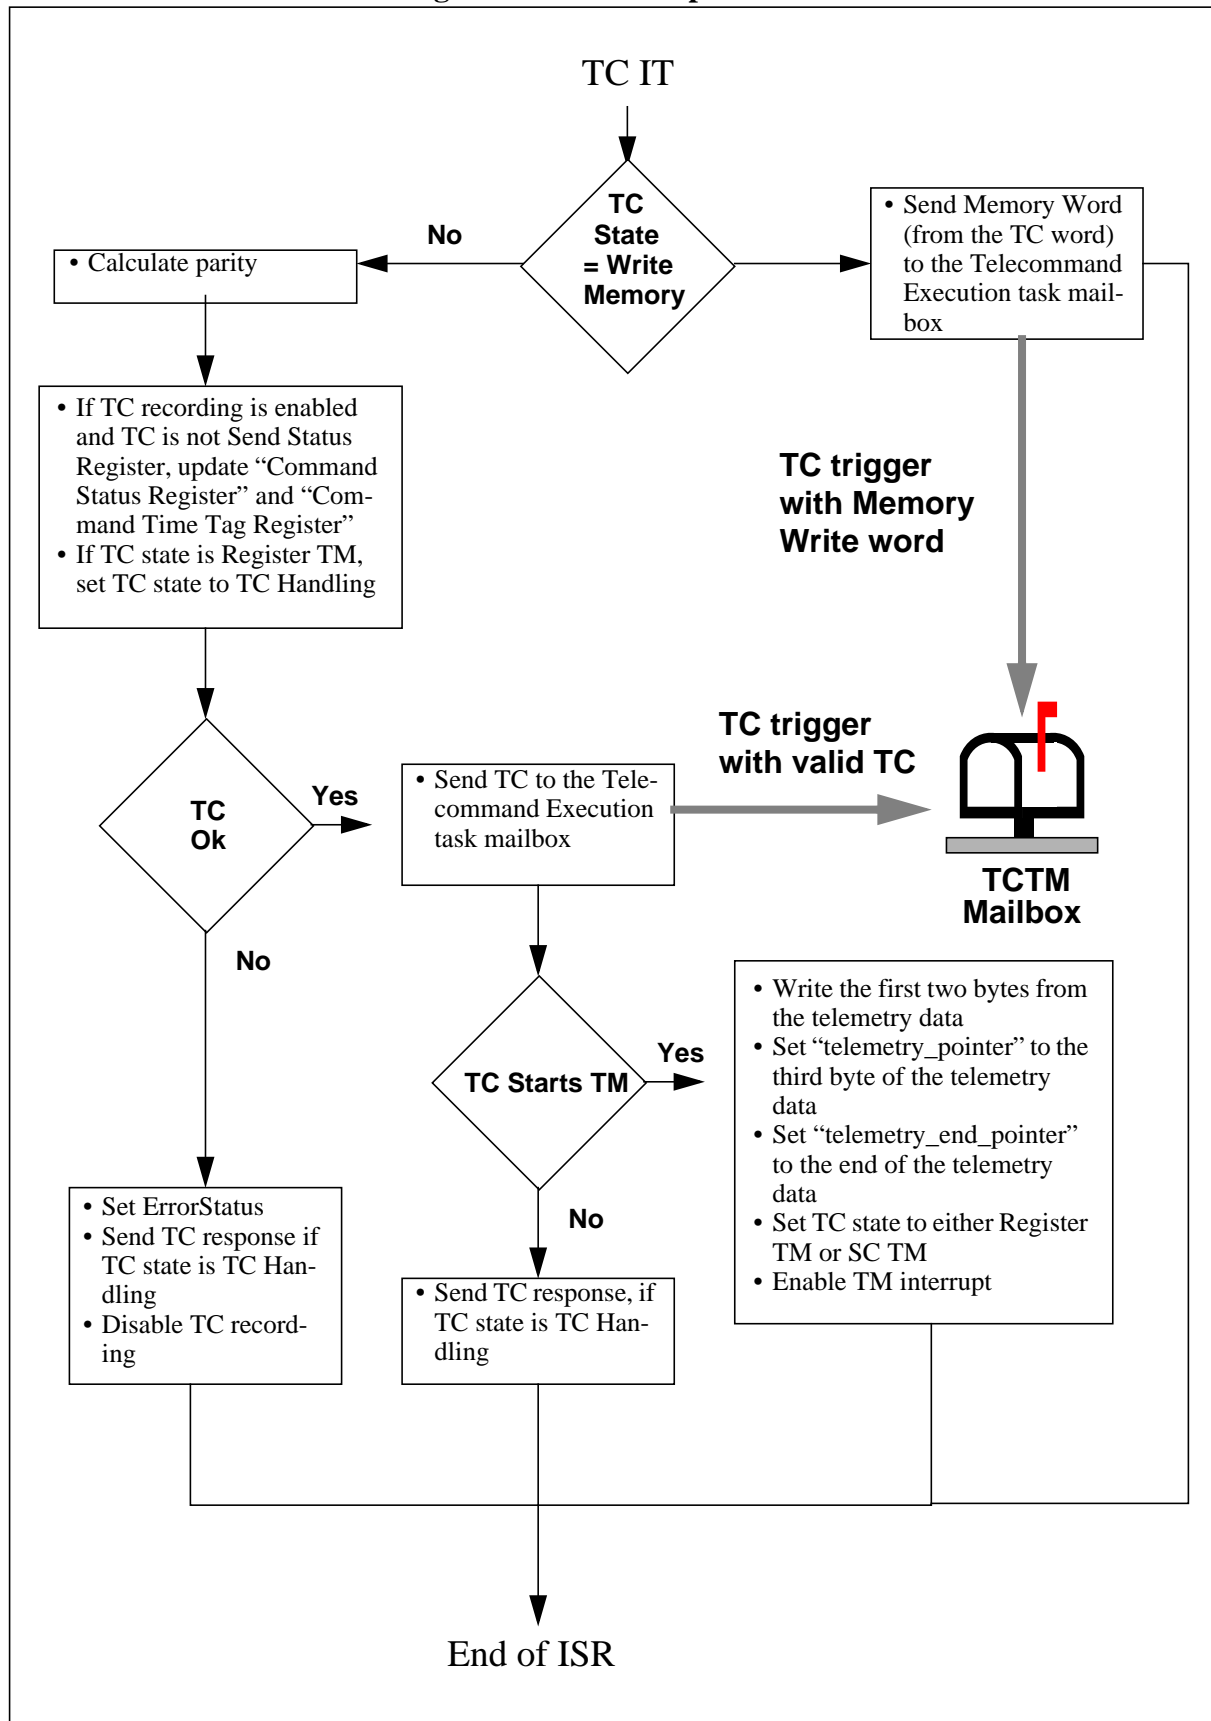 TC IT
TC
State
= Write
Memory
No
• Calculate parity
• Send Memory Word
(from the TC word)
to the Telecommand
Execution task mail-
box
• If TC recording is enabled
and TC is not Send Status
Register, update “Command
Status Register” and “Com-
mand Time Tag Register”
• If TC state is Register TM,
set TC state to TC Handling
TC trigger
with Memory
Write word
TC
Ok
Yes
• Send TC to the Tele-
command Execution
task mailbox
TC trigger
with valid TC
TCTM
Mailbox
No
TC Starts TM
Yes
• Write the first two bytes from
the telemetry data
• Set “telemetry_pointer” to the
third byte of the telemetry
data
• Set “telemetry_end_pointer”
to the end of the telemetry
data
• Set TC state to either Register
TM or SC TM
• Enable TM interrupt
• Set ErrorStatus
• Send TC response if
TC state is TC Han-
dling
• Disable TC record-
ing
No
• Send TC response, if
TC state is TC Han-
dling
End of ISR